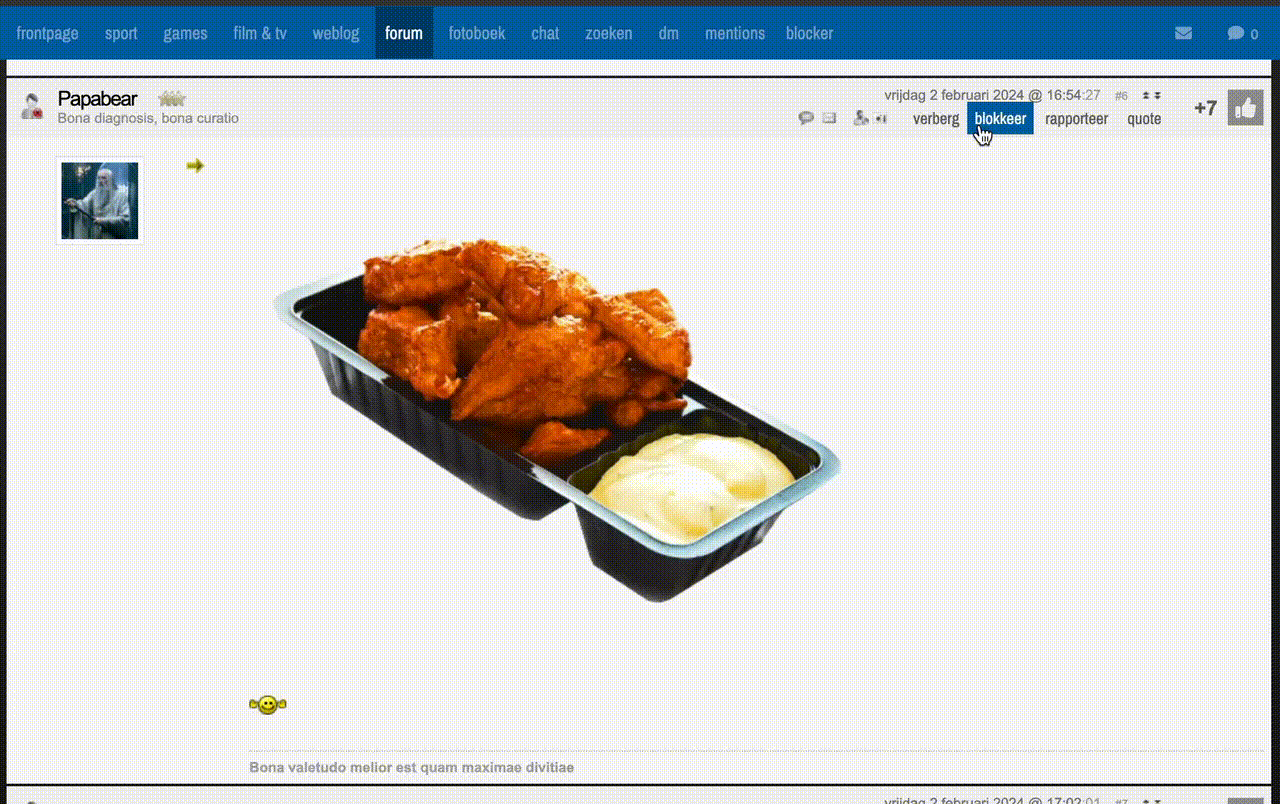 frontpage sport games film & tv weblog forum fotoboek chat zoeken dm mentions blocker 0
Papabear vrijdag 2 februari 2024 @ 16:54:27 #6
Bona diagnosis, bona curatio verberg blokkeer rapporteer quote +7
Bona valetudo melior est quam maximae divitiae
vrijdag 2 februari 2024 @ 17:02:01 #7